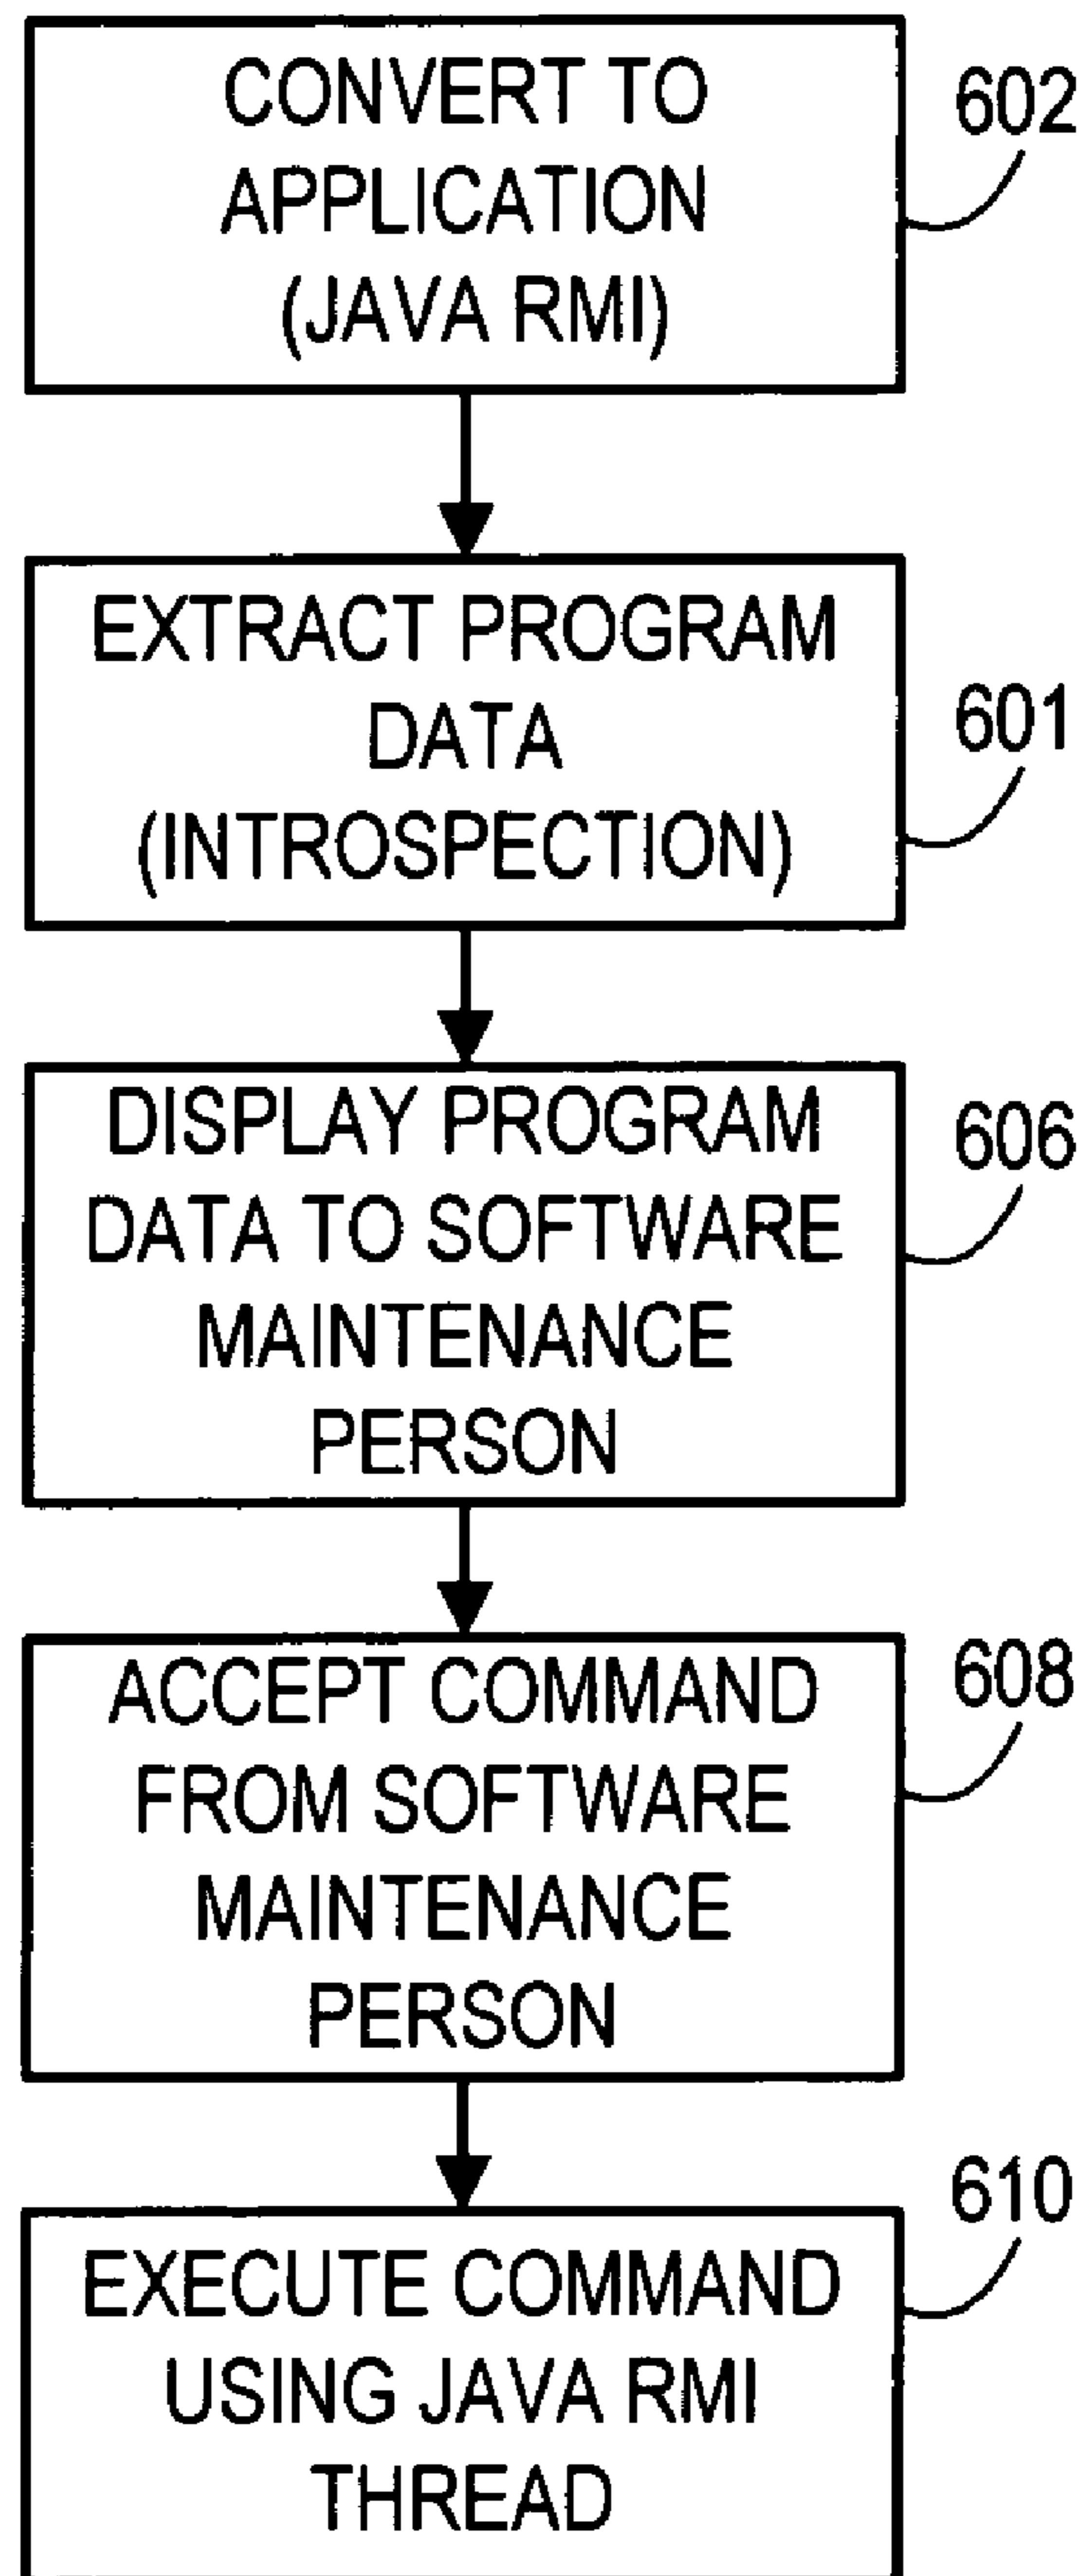 CONVERT TO
APPLICATION
(JAVA RMI)
602
EXTRACT PROGRAM
DATA
(INTROSPECTION)
601
DISPLAY PROGRAM
DATA TO SOFTWARE
MAINTENANCE
PERSON
606
ACCEPT COMMAND
FROM SOFTWARE
MAINTENANCE
PERSON
608
EXECUTE COMMAND
USING JAVA RMI
THREAD
610